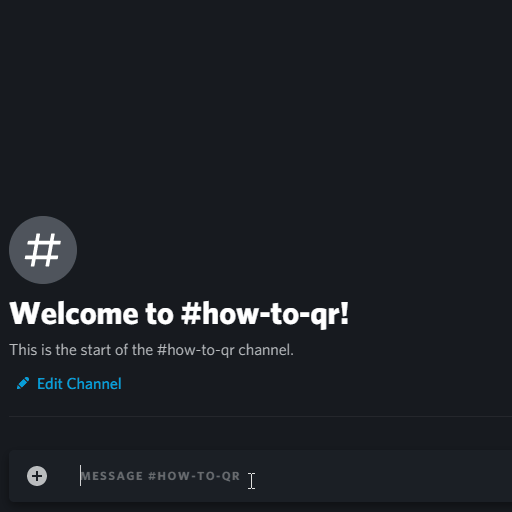 #
Welcome to #how-to-qr!
This is the start of the #how-to-qr channel.
Edit Channel
MESSAGE #HOW-TO-QR